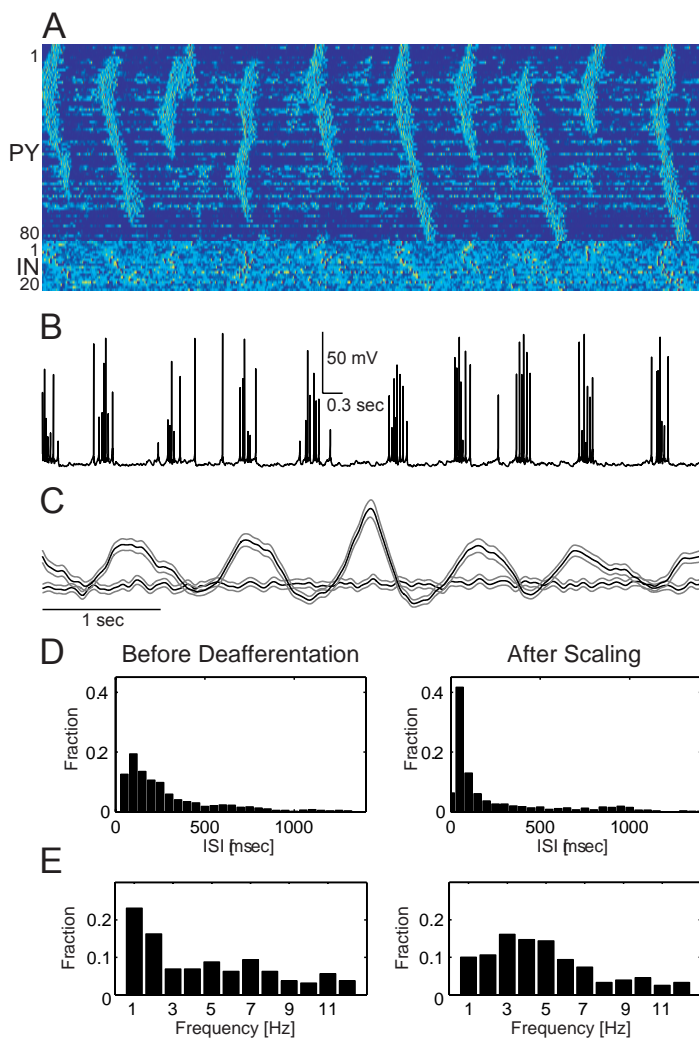 A
1
PY
80
1
IN
20
B
50 mV
0.3 sec
C
1 sec
D
Before Deafferentation
After Scaling
0.4
0.2
0
Fraction
0 500 1000
ISI [msec]
0.4
0.2
0
Fraction
0 500 1000
ISI [msec]
E
0.2
0.1
0
Fraction
1 3 5 7 9 11
Frequency [Hz]
0.2
0.1
0
Fraction
1 3 5 7 9 11
Frequency [Hz]